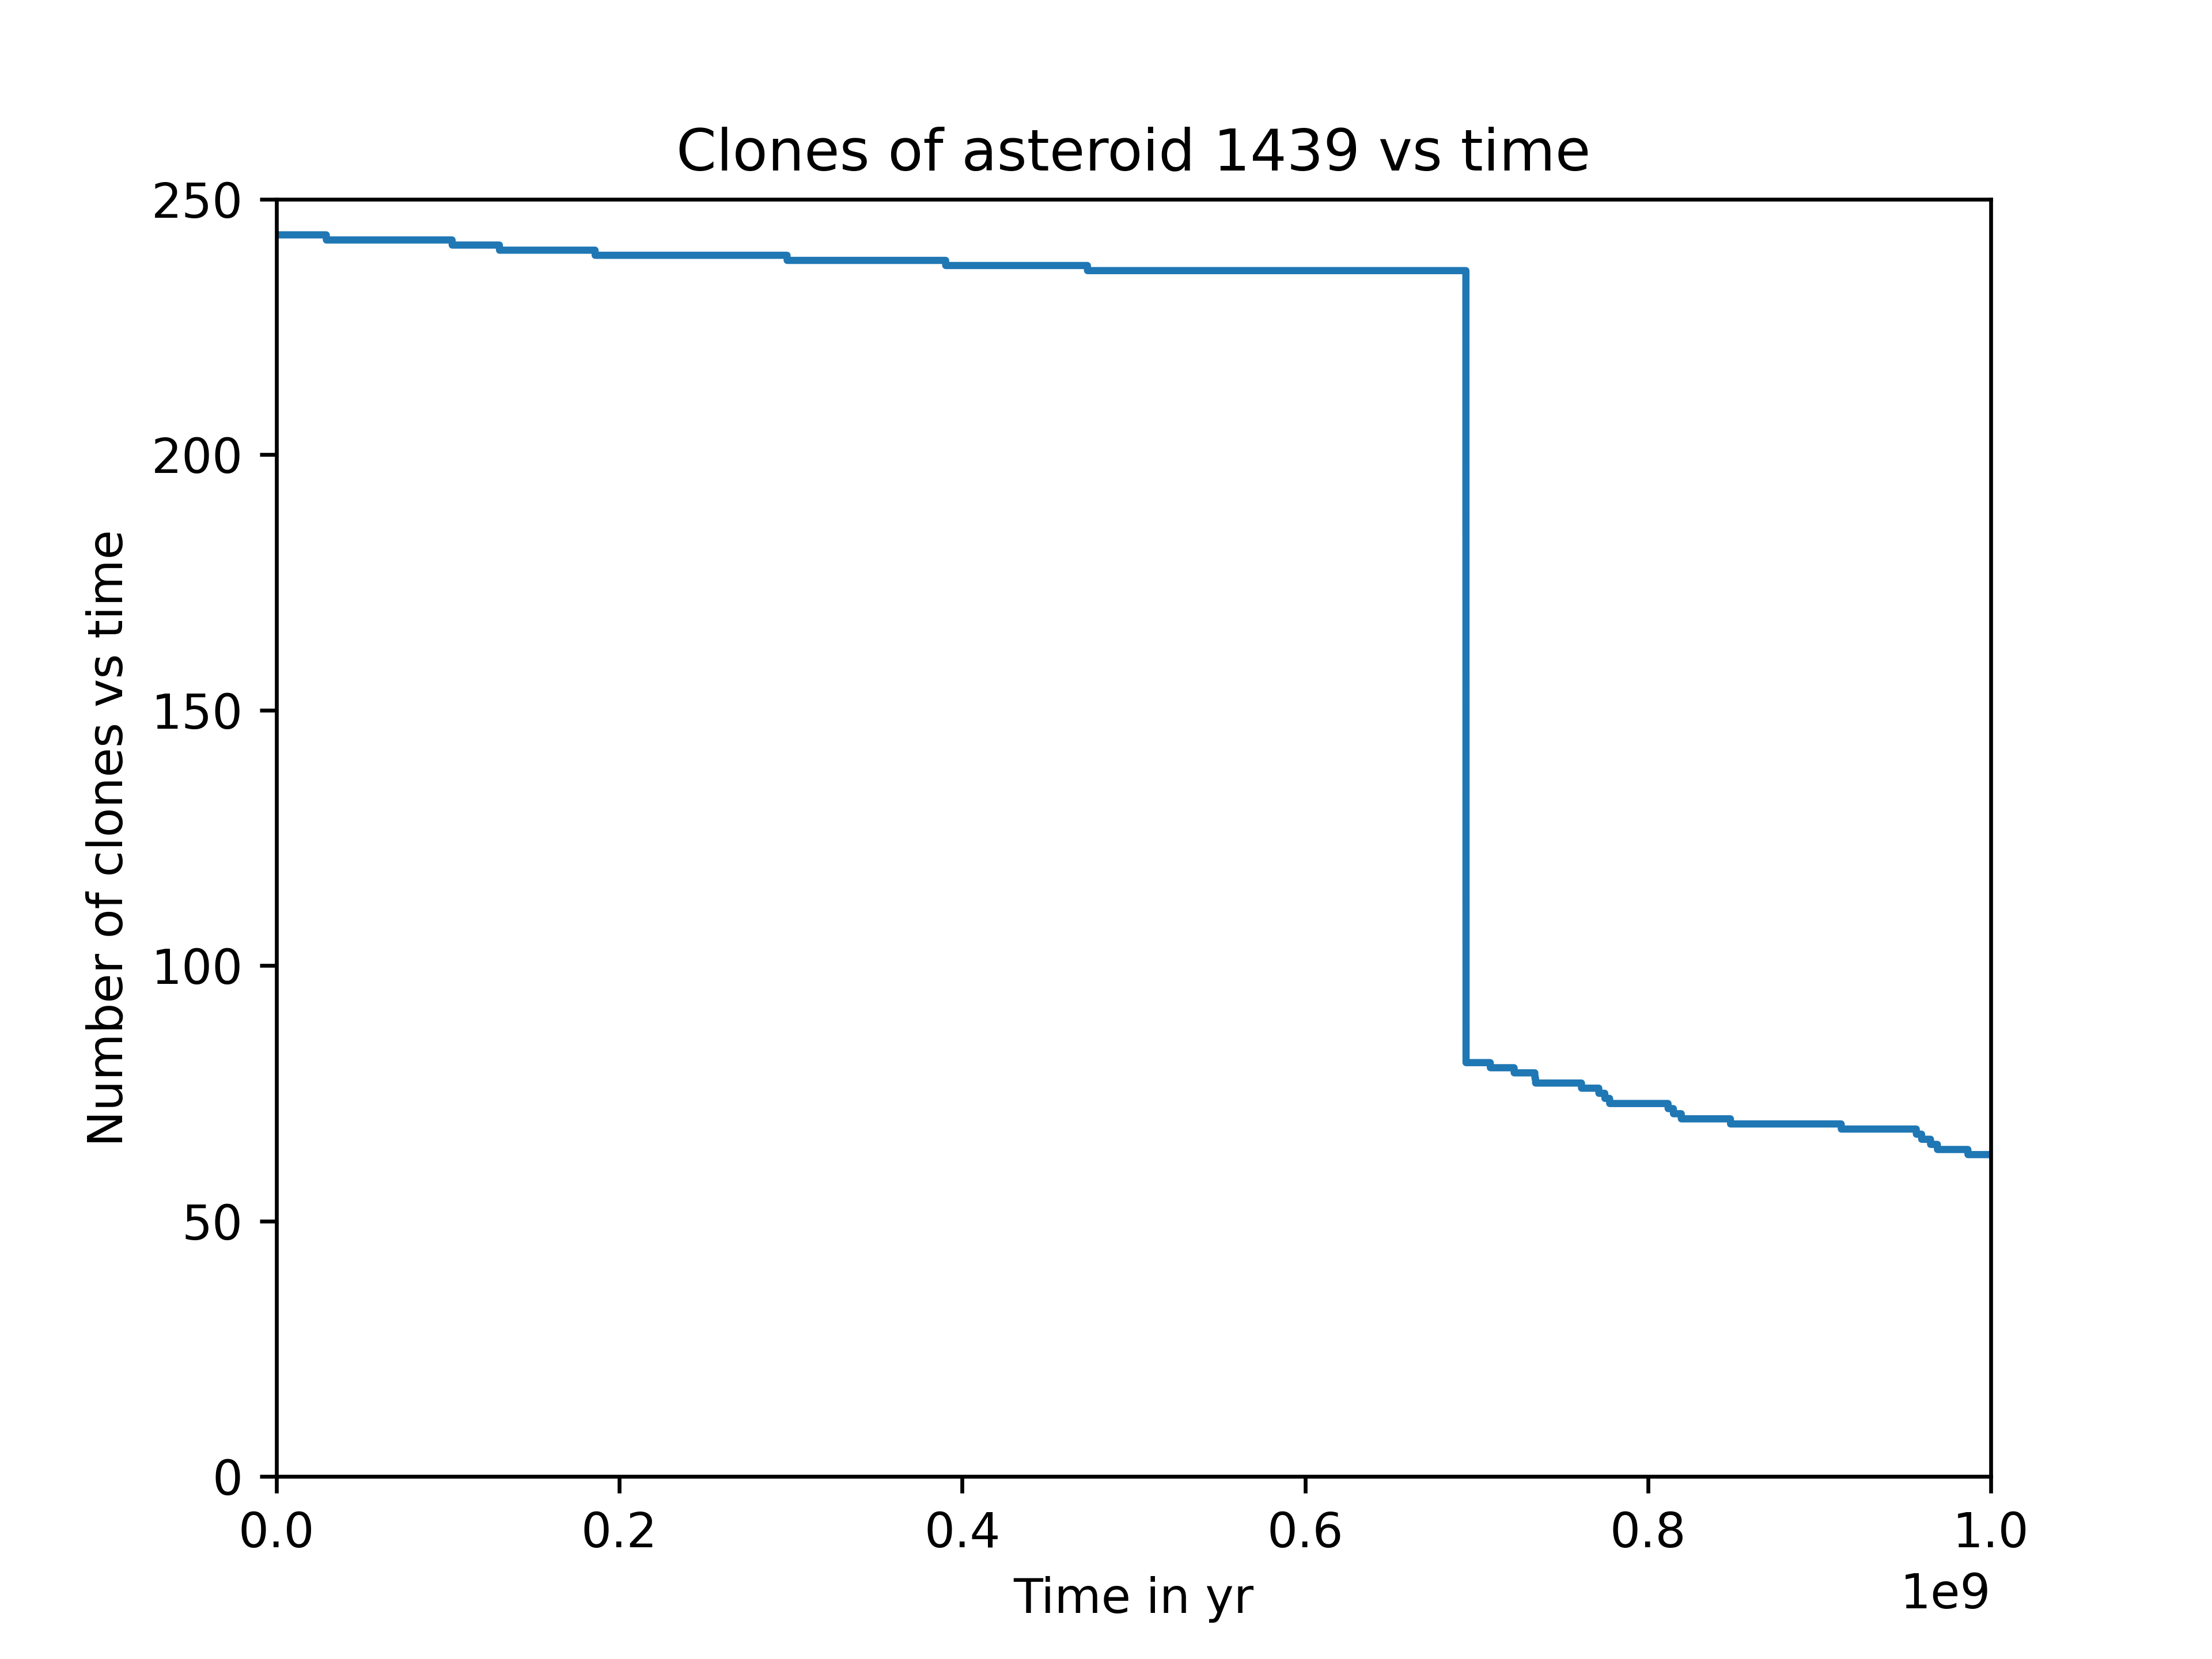 Clones of asteroid 1439 vs time
Number of clones vs time
250
200
150
100
50
0
0.0 0.2 0.4 0.6 0.8 1.0
1e9
Time in yr